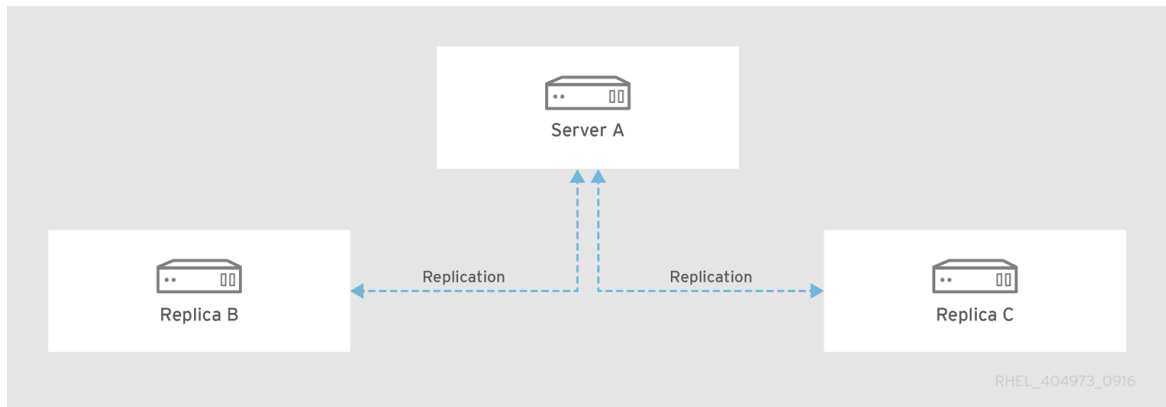 Server A
Replication
Replication
Replica B
Replica C
RHEL_404973_0916